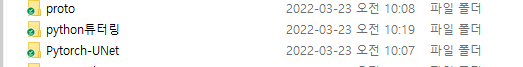 proto 2022-03-23 오전 10:08 파일 폴더
python튜터링 2022-03-23 오전 10:19 파일 폴더
Pytorch-UNet 2022-03-23 오전 10:07 파일 폴더